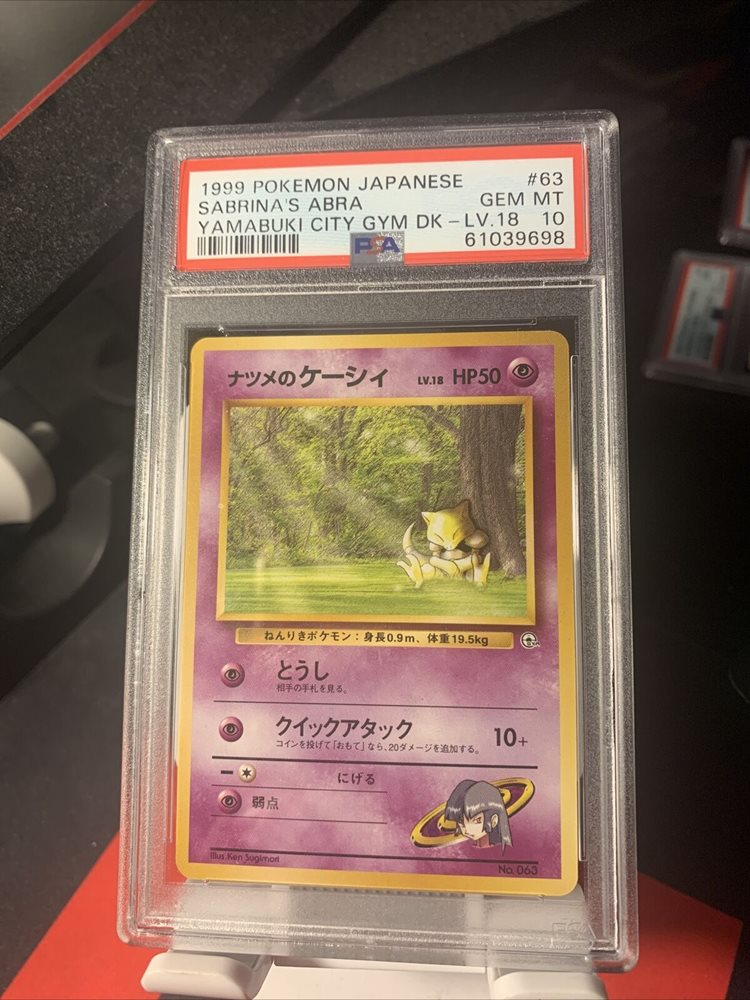 1999 POKEMON JAPANESE #63
SABRINA'S ABRA GEM MT
YAMABUKI CITY GYM DK-LV.18 10
PSA 61039698
ナツメのケーシィ LV.18 HP50
ねんりきポケモン：身長0.9m、体重19.5kg
とうし
相手の手札を見る。
クイックアタック 10+
コインを投げて「おもて」なら、20ダメージを追加する。
にげる
弱点
Illus.Ken Sugimori
No. 063